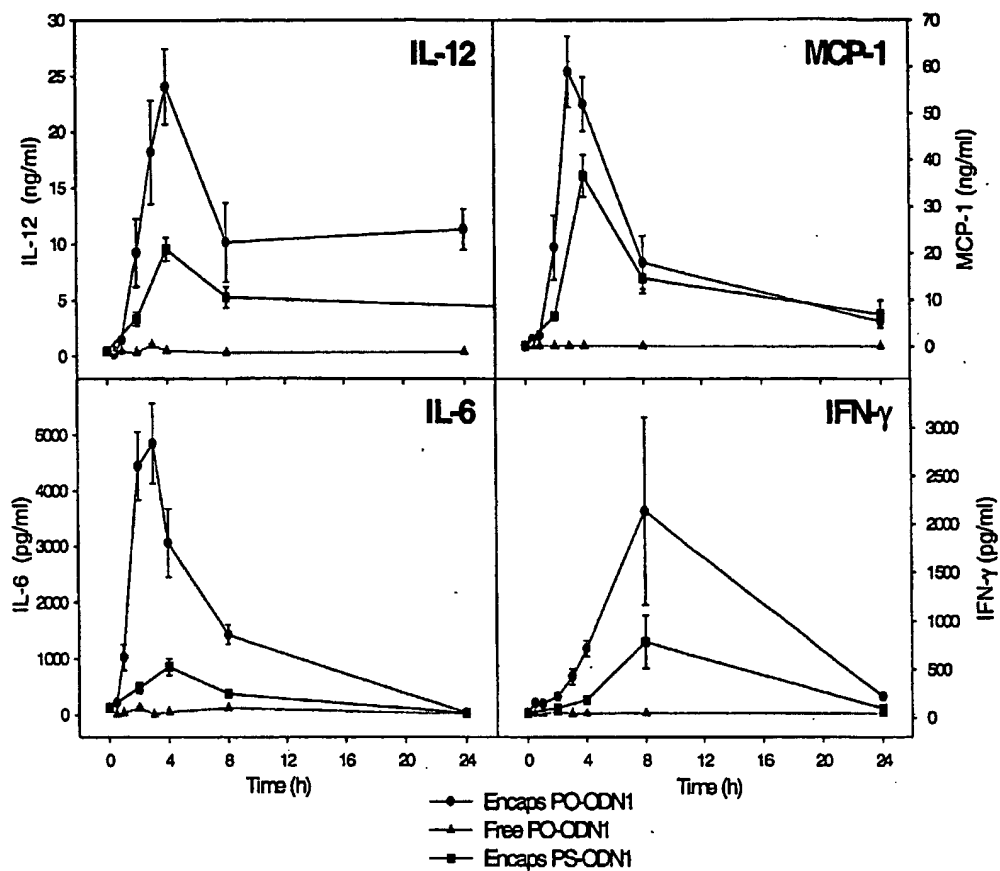 IL-12
MCP-1
30
25
20
15
10
5
0
IL-12 (ng/ml)
70
60
50
40
30
20
10
0
MCP-1 (ng/ml)
IL-6
IFN-γ
5000
4000
3000
2000
1000
0
IL-6 (pg/ml)
3000
2500
2000
1500
1000
500
0
IFN-γ (pg/ml)
0 4 8 12 16 20 24
0 4 8 12 16 20 24
Time (h)
Time (h)
Encaps PO-ODN1
Free PO-ODN1
Encaps PS-ODN1